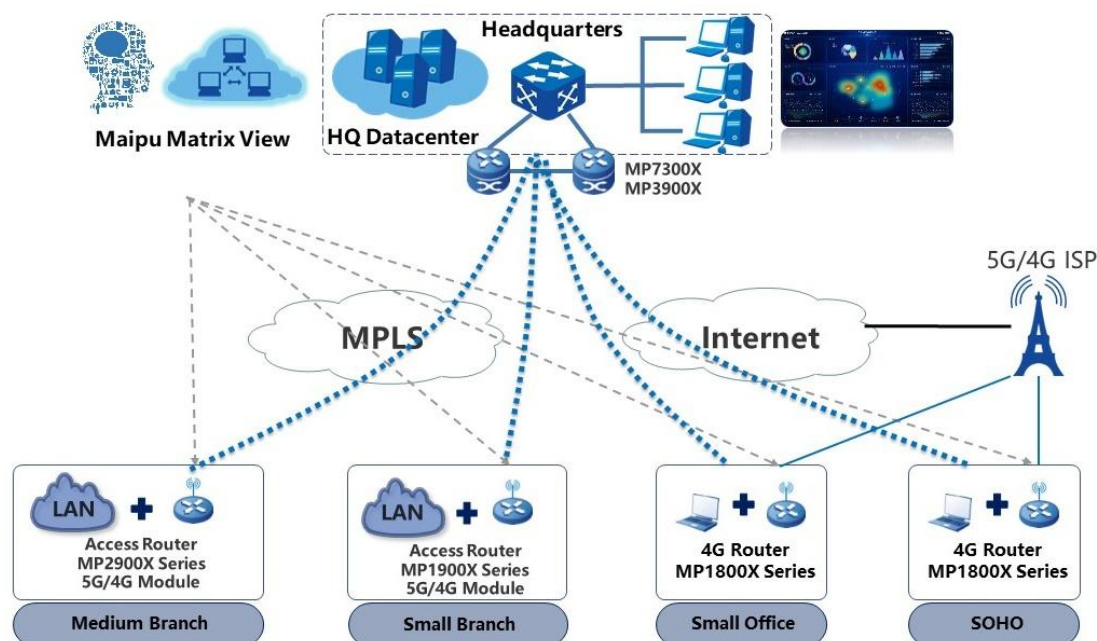 Headquarters
Maipu Matrix View
HQ Datacenter
MP7300X
MP3900X
5G/4G ISP
MPLS
Internet
LAN
Access Router
MP2900X Series
5G/4G Module
Medium Branch
LAN
Access Router
MP1900X Series
5G/4G Module
Small Branch
4G Router
MP1800X Series
Small Office
4G Router
MP1800X Series
SOHO